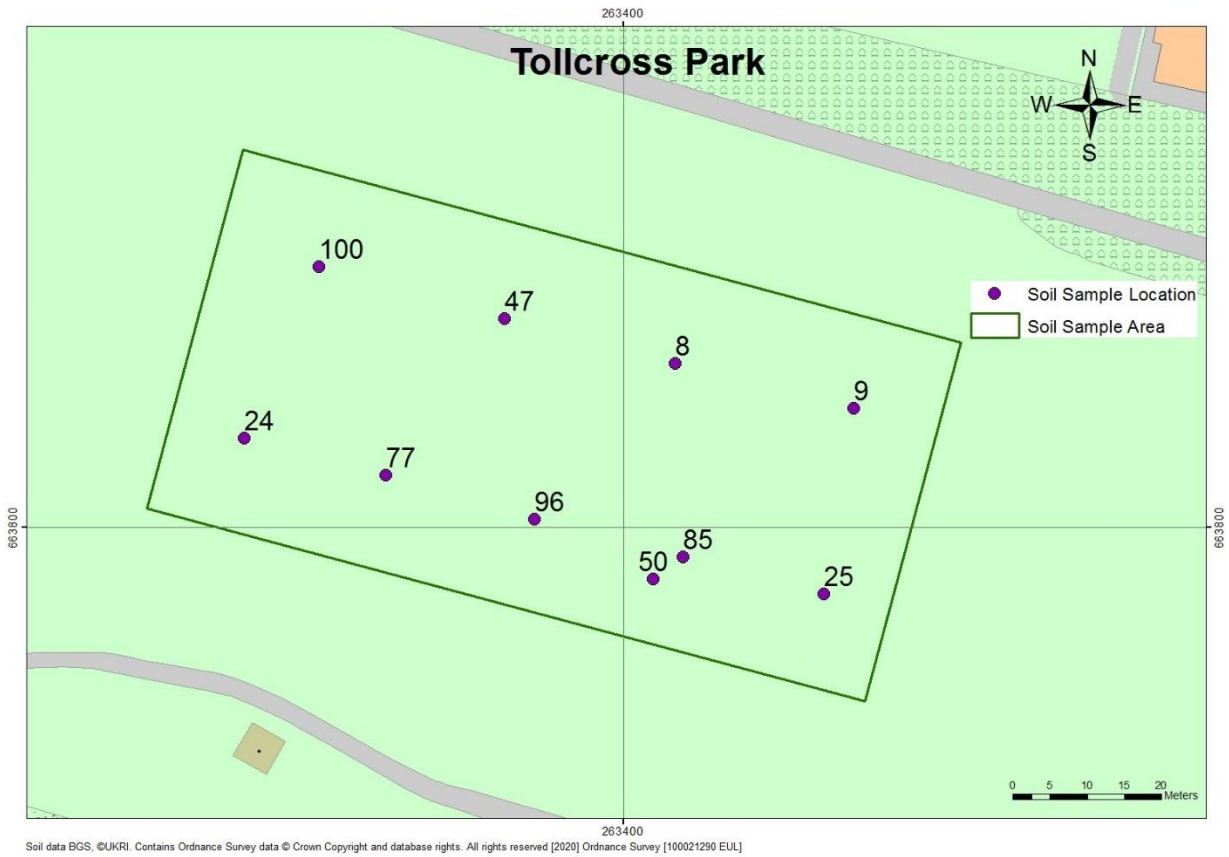 263400
Tollcross Park
N
W E
S
100
47
8
9
Soil Sample Location
Soil Sample Area
24
77
96
85
50
25
663800
663800
0 5 10 15 20
Meters
263400
Soil data BGS, ©UKRI. Contains Ordnance Survey data © Crown Copyright and database rights. All rights reserved [2020] Ordnance Survey [100021290 EUL]